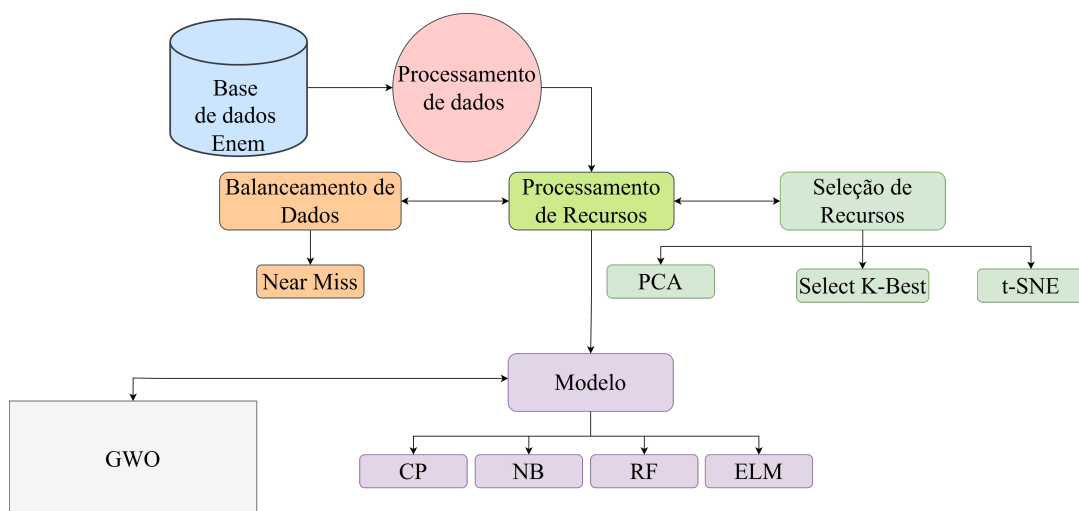 Base
de dados
Enem
Processamento
de dados
Balanceamento de
Dados
Processamento
de Recursos
Seleção de
Recursos
Near Miss
PCA
Select K-Best
t-SNE
Modelo
GWO
CP
NB
RF
ELM